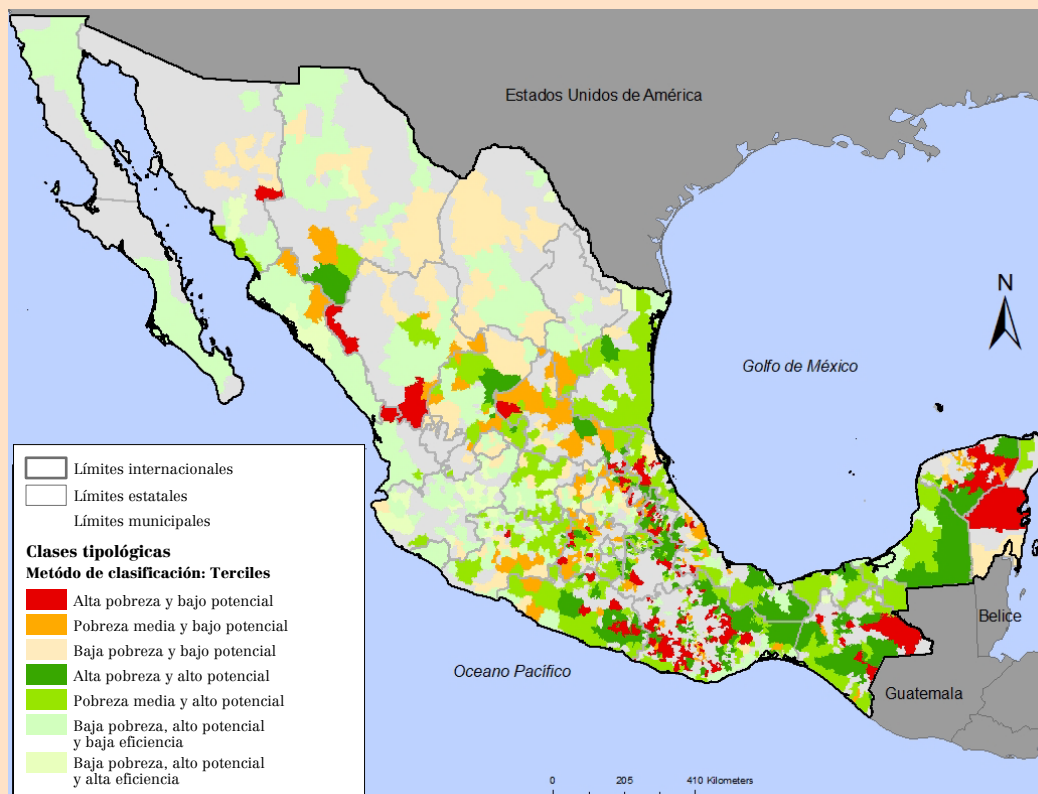 Estados Unidos de América
N
Golfo de México
Límites internacionales
Límites estatales
Límites municipales
Clases tipológicas
Metódo de clasificación: Terciles
Alta pobreza y bajo potencial
Pobreza media y bajo potencial
Baja pobreza y bajo potencial
Alta pobreza y alto potencial
Pobreza media y alto potencial
Baja pobreza, alto potencial
y baja eficiencia
Baja pobreza, alto potencial
y alta eficiencia
Belice
Oceano Pacífico
Guatemala
0 205 410 Kilometers